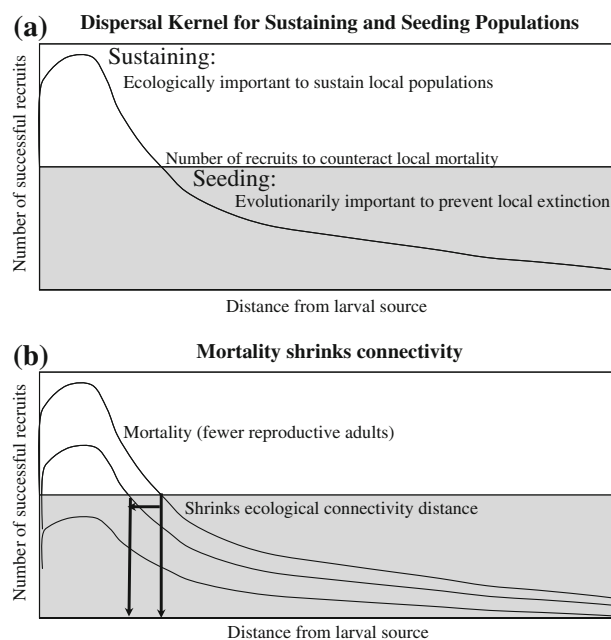 (a) Dispersal Kernel for Sustaining and Seeding Populations
Sustaining:
Ecologically important to sustain local populations
Number of recruits to counteract local mortality
Seeding:
Evolutionarily important to prevent local extinction
Number of successful recruits
Distance from larval source
(b) Mortality shrinks connectivity
Mortality (fewer reproductive adults)
Shrinks ecological connectivity distance
Number of successful recruits
Distance from larval source